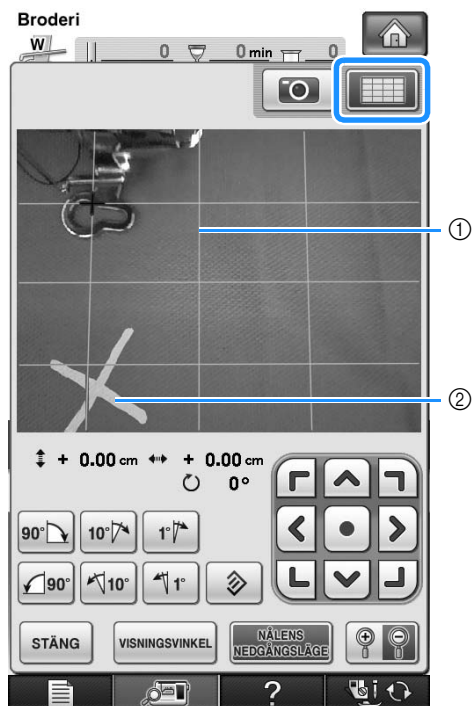 Broderi
W
0 0 min 0
①
②
+ 0.00 cm + 0.00 cm
0°
90° 10° 1°
90° 10° 1°
STÄNG VISNINGSVINKEL NÅLENS NEDGÅNGSLÄGE
?